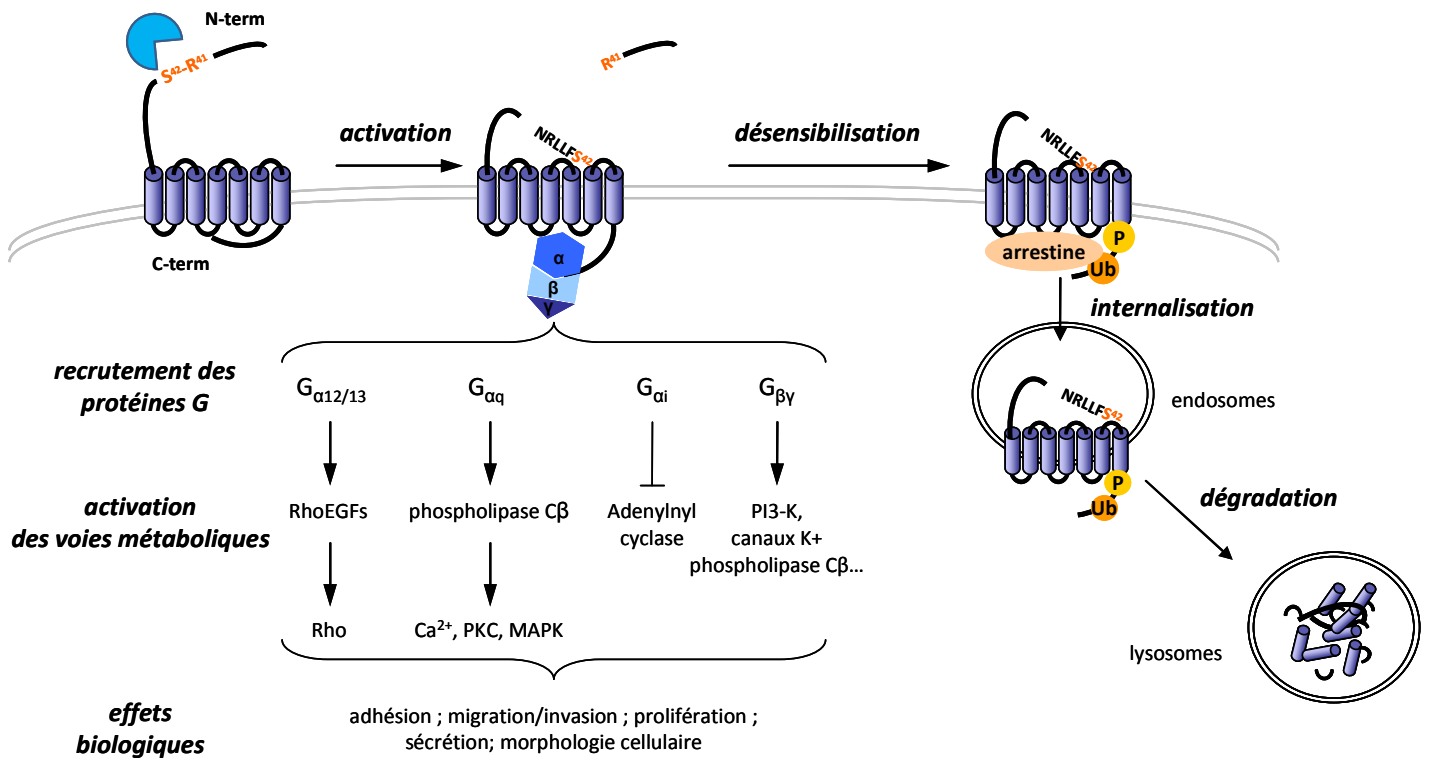 N-term
S⁴²-R⁴¹
C-term
activation
R⁴¹
NRLLFS⁴²
α
β
γ
désensibilisation
NRLLFS⁴²
P
arrestine
Ub
internalisation
endosomes
NRLLFS⁴²
P
Ub
dégradation
lysosomes
recrutement des
protéines G
Gα12/13
Gαq
Gαi
Gβγ
activation
des voies métaboliques
RhoEGFs
phospholipase Cβ
Adenylnyl
cyclase
PI3-K,
canaux K+
phospholipase Cβ...
Rho
Ca²⁺, PKC, MAPK
effets
biologiques
adhésion ; migration/invasion ; prolifération ;
sécrétion; morphologie cellulaire